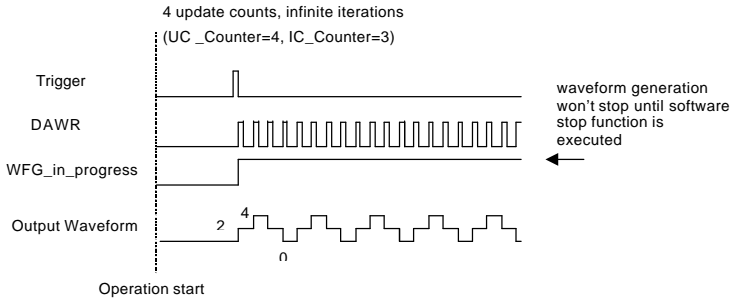 4 update counts, infinite iterations
(UC _Counter=4, IC_Counter=3)
Trigger
waveform generation
won't stop until software
stop function is
executed
DAWR
WFG_in_progress
4
2
Output Waveform
0
Operation start